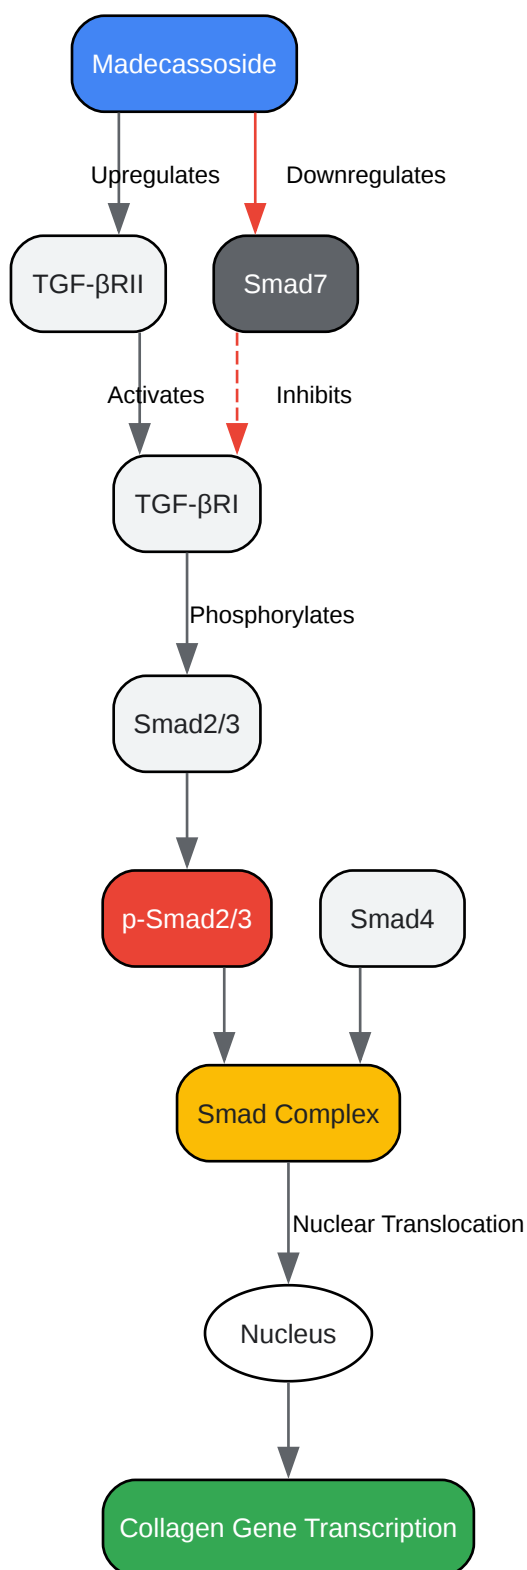 Madecassoside
Upregulates
Downregulates
TGF-βRII
Smad7
Activates
Inhibits
TGF-βRI
Phosphorylates
Smad2/3
p-Smad2/3
Smad4
Smad Complex
Nuclear Translocation
Nucleus
Collagen Gene Transcription